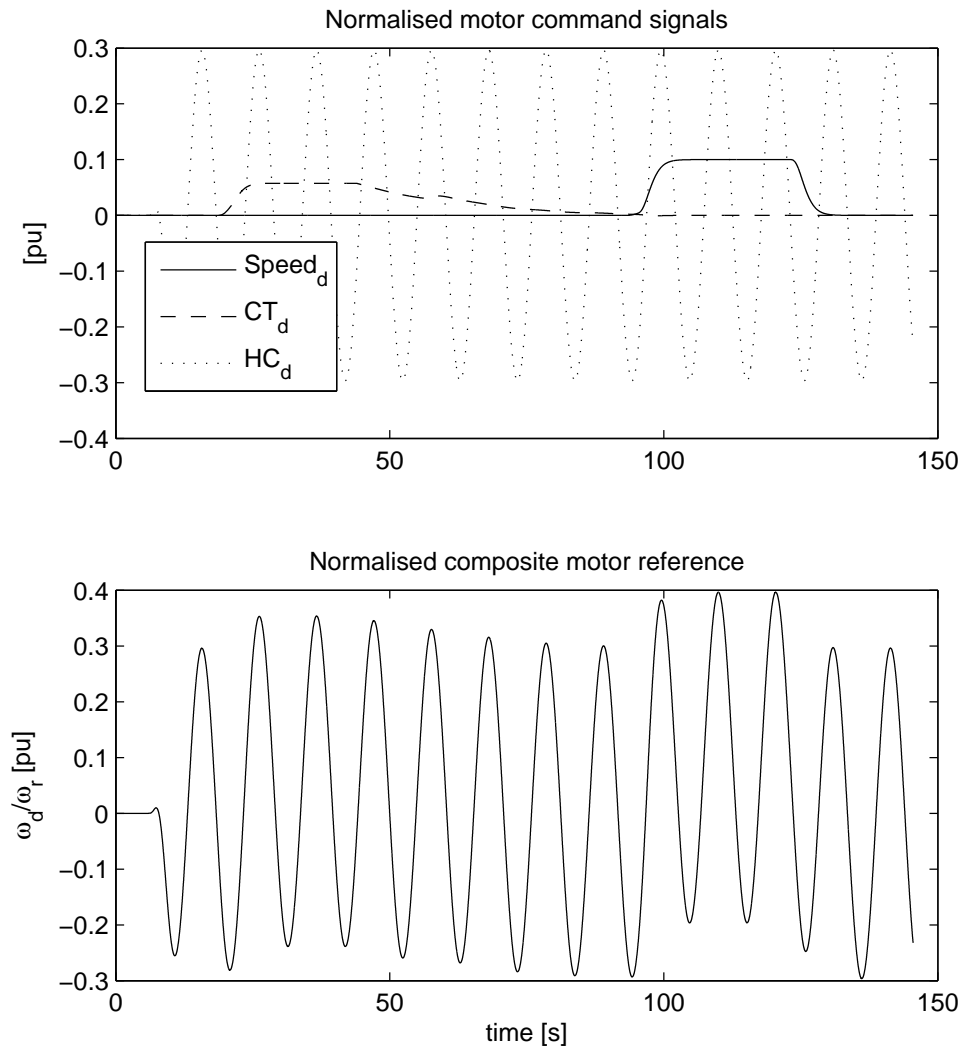 Normalised motor command signals
0.3
0.2
0.1
0
−0.1
−0.2
−0.3
−0.4
[pu]
Speed_d
CT_d
HC_d
0 50 100 150
Normalised composite motor reference
0.4
0.3
0.2
0.1
0
−0.1
−0.2
−0.3
ω_d/ω_r [pu]
0 50 100 150
time [s]